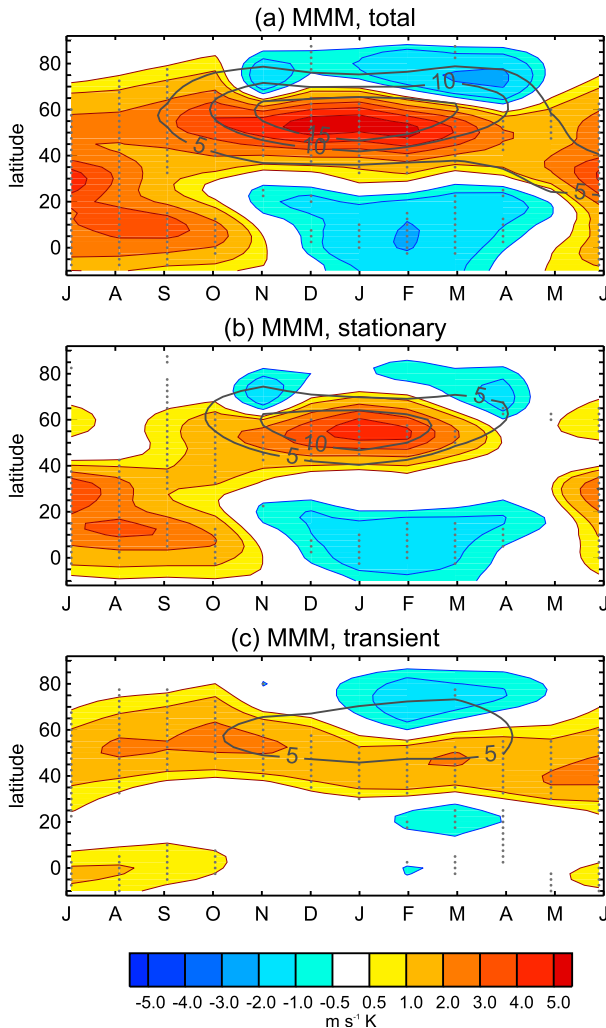 (a) MMM, total
80
60
40
20
0
latitude
10
5
15
10
5
5
J A S O N D J F M A M J
(b) MMM, stationary
80
60
40
20
0
latitude
5
10
5
J A S O N D J F M A M J
(c) MMM, transient
80
60
40
20
0
latitude
5
5
J A S O N D J F M A M J
-5.0 -4.0 -3.0 -2.0 -1.0 -0.5 0.5 1.0 2.0 3.0 4.0 5.0
m s⁻¹ K